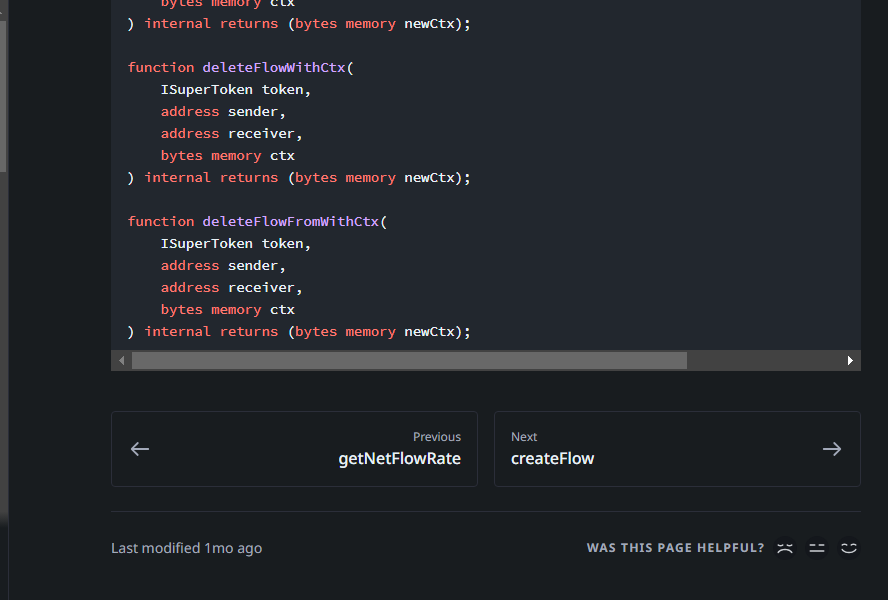 bytes memory ctx
) internal returns (bytes memory newCtx);
function deleteFlowWithCtx(
ISuperToken token,
address sender,
address receiver,
bytes memory ctx
) internal returns (bytes memory newCtx);
function deleteFlowFromWithCtx(
ISuperToken token,
address sender,
address receiver,
bytes memory ctx
) internal returns (bytes memory newCtx);
Previous
getNetFlowRate
Next
createFlow
Last modified 1mo ago
WAS THIS PAGE HELPFUL?